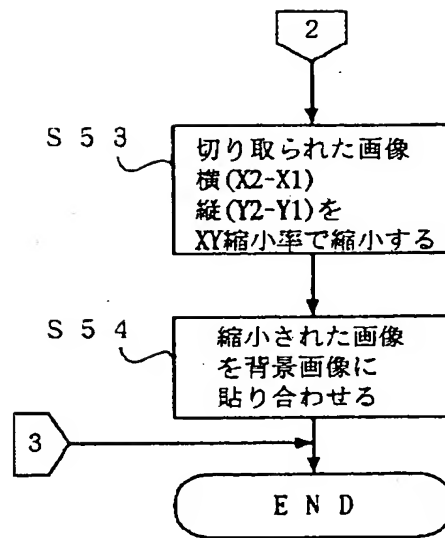 2
S53
切り取られた画像
横(X2-X1)
縦(Y2-Y1)を
XY縮小率で縮小する
S54
縮小された画像
を背景画像に
貼り合わせる
3
END